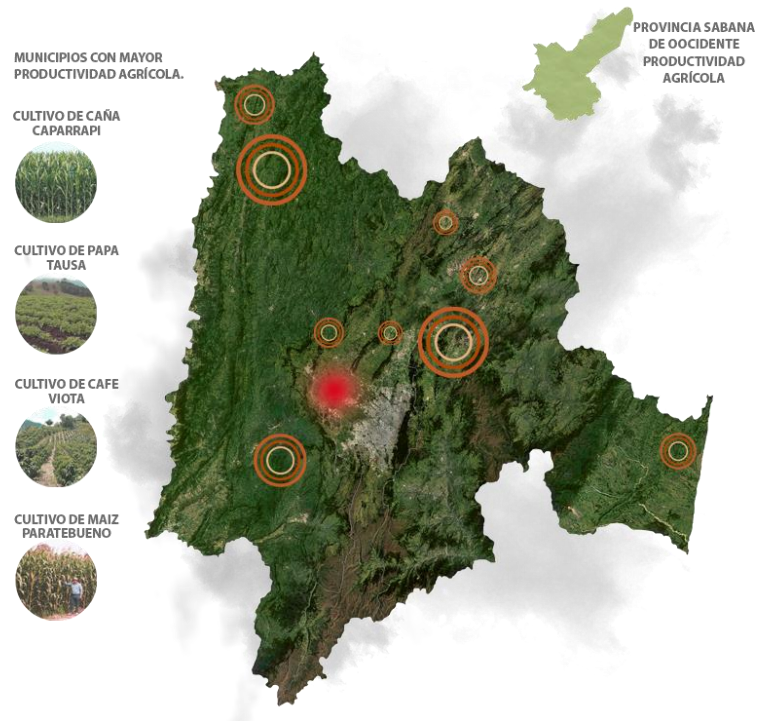 MUNICIPIOS CON MAYOR
PRODUCTIVIDAD AGRÍCOLA.
CULTIVO DE CAÑA
CAPARRAPI
CULTIVO DE PAPA
TAUSA
CULTIVO DE CAFE
VIOTA
CULTIVO DE MAIZ
PARATEBUENO
PROVINCIA SABANA
DE OOCIDENTE
PRODUCTIVIDAD
AGRÍCOLA